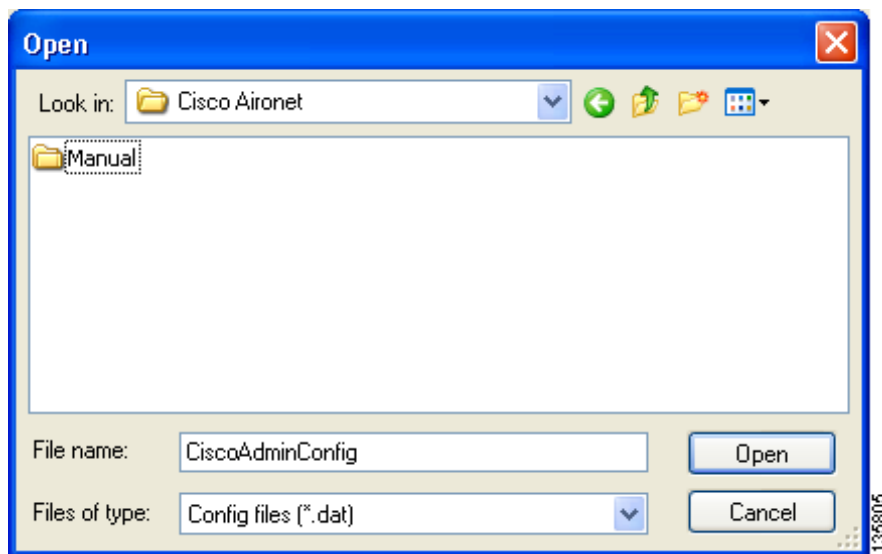 Open
Look in: Cisco Aironet
Manual
File name: CiscoAdminConfig Open
Files of type: Config files (*.dat) Cancel
135805